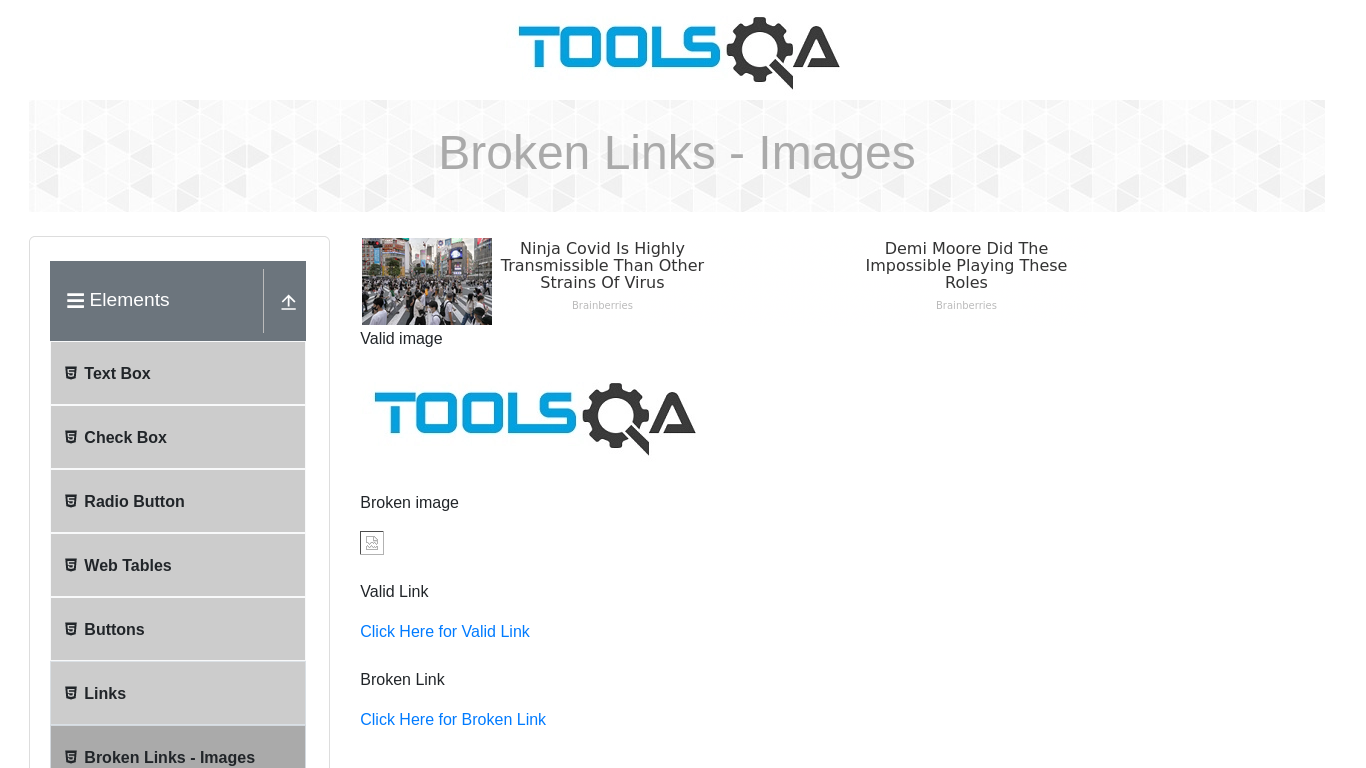 TOOLSQA
Broken Links - Images
Elements
Text Box
Check Box
Radio Button
Web Tables
Buttons
Links
Broken Links - Images
Ninja Covid Is Highly
Transmissible Than Other
Strains Of Virus
Brainberries
Demi Moore Did The
Impossible Playing These
Roles
Brainberries
Valid image
TOOLSQA
Broken image
Valid Link
Click Here for Valid Link
Broken Link
Click Here for Broken Link